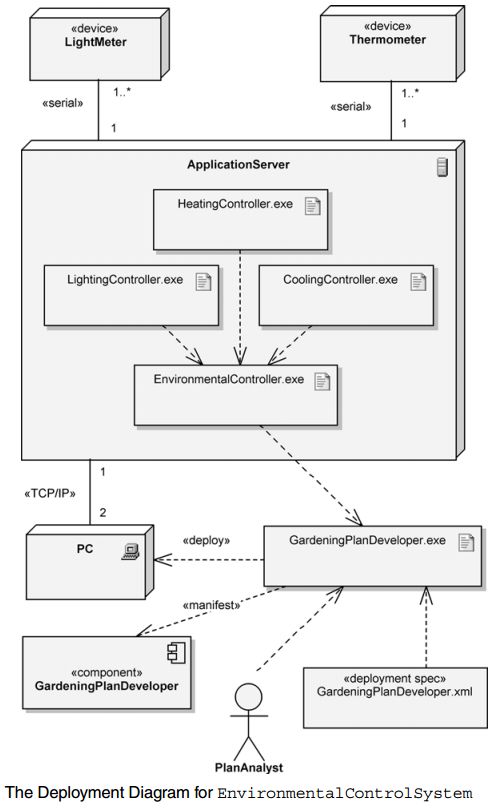 «device»
LightMeter
«device»
Thermometer
1..*
«serial»
1
1..*
«serial»
1
ApplicationServer
HeatingController.exe
LightingController.exe
CoolingController.exe
EnvironmentalController.exe
1
«TCP/IP»
2
PC
«deploy»
GardeningPlanDeveloper.exe
«manifest»
«component»
GardeningPlanDeveloper
«deployment spec»
GardeningPlanDeveloper.xml
PlanAnalyst
The Deployment Diagram for EnvironmentalControlSystem